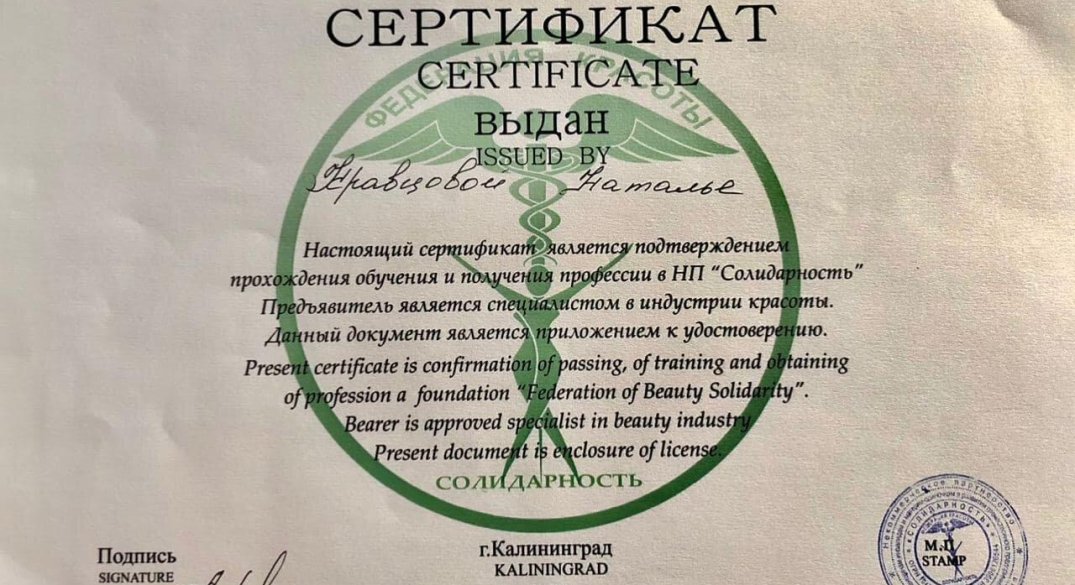 СЕРТИФИКАТ
CERTIFICATE
ФЕДЕРАЦИЯ КРАСОТЫ
выдан
ISSUED BY
Кравцовой Наталье
Настоящий сертификат является подтверждением
прохождения обучения и получения профессии в НП “Солидарность”
Предъявитель является специалистом в индустрии красоты.
Данный документ является приложением к удостоверению.
Present certificate is confirmation of passing, of training and obtaining
of profession a foundation “Federation of Beauty Solidarity”.
Bearer is approved specialist in beauty industry
Present document is enclosure of license.
СОЛИДАРНОСТЬ
Подпись
SIGNATURE
г.Калининград
KALININGRAD
Некоммерческое партнерство
"СОЛИДАРНОСТЬ"
М.П
STAMP